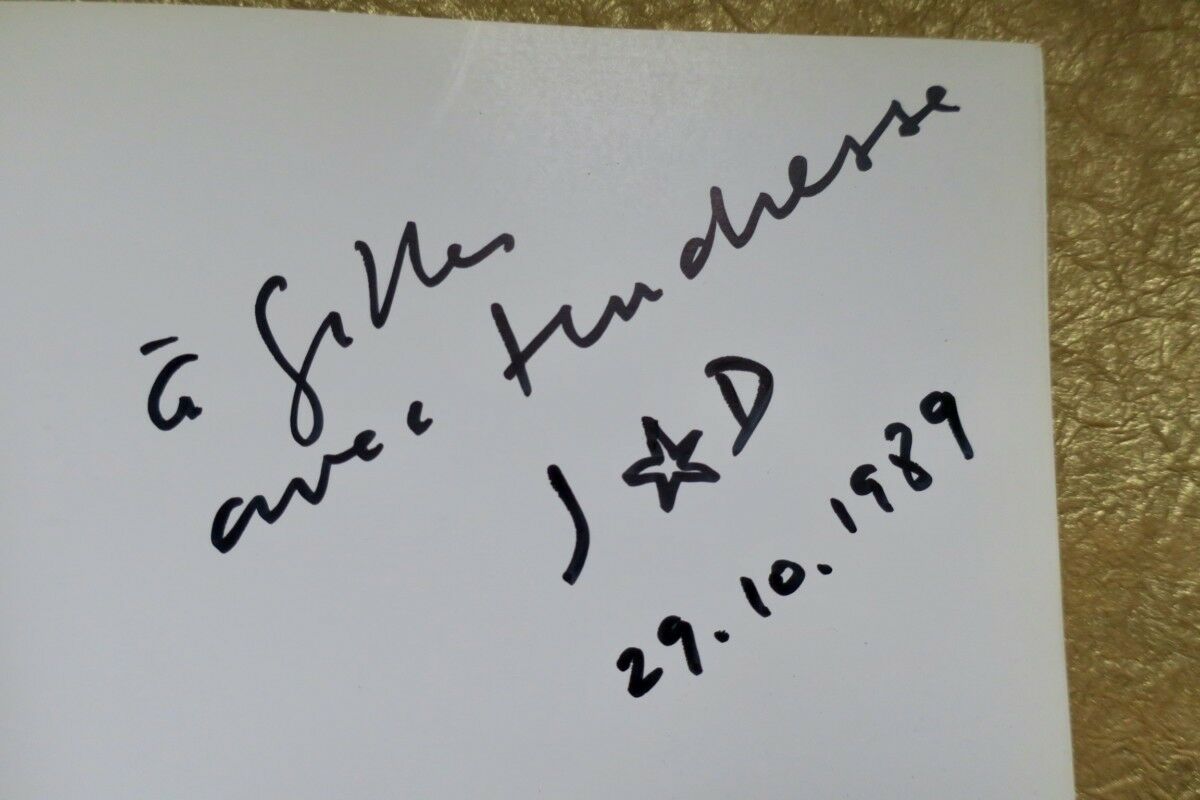 à Gilles
avec tendresse
J ☆ D
29.10.1989